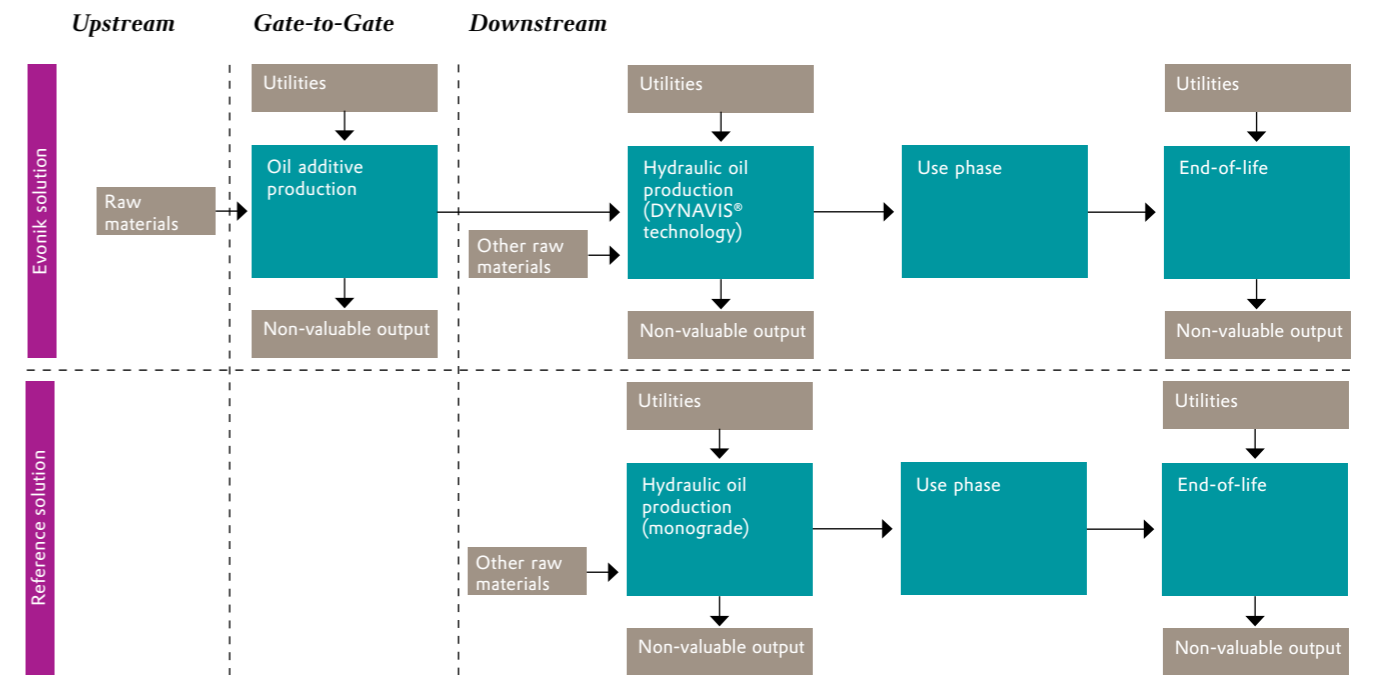 Upstream
Gate-to-Gate
Downstream
Evonik solution
Utilities
Utilities
Utilities
Oil additive
production
Hydraulic oil
production
(DYNAVIS®
technology)
Use phase
End-of-life
Raw
materials
Other raw
materials
Non-valuable output
Non-valuable output
Non-valuable output
Reference solution
Utilities
Utilities
Hydraulic oil
production
(monograde)
Use phase
End-of-life
Other raw
materials
Non-valuable output
Non-valuable output